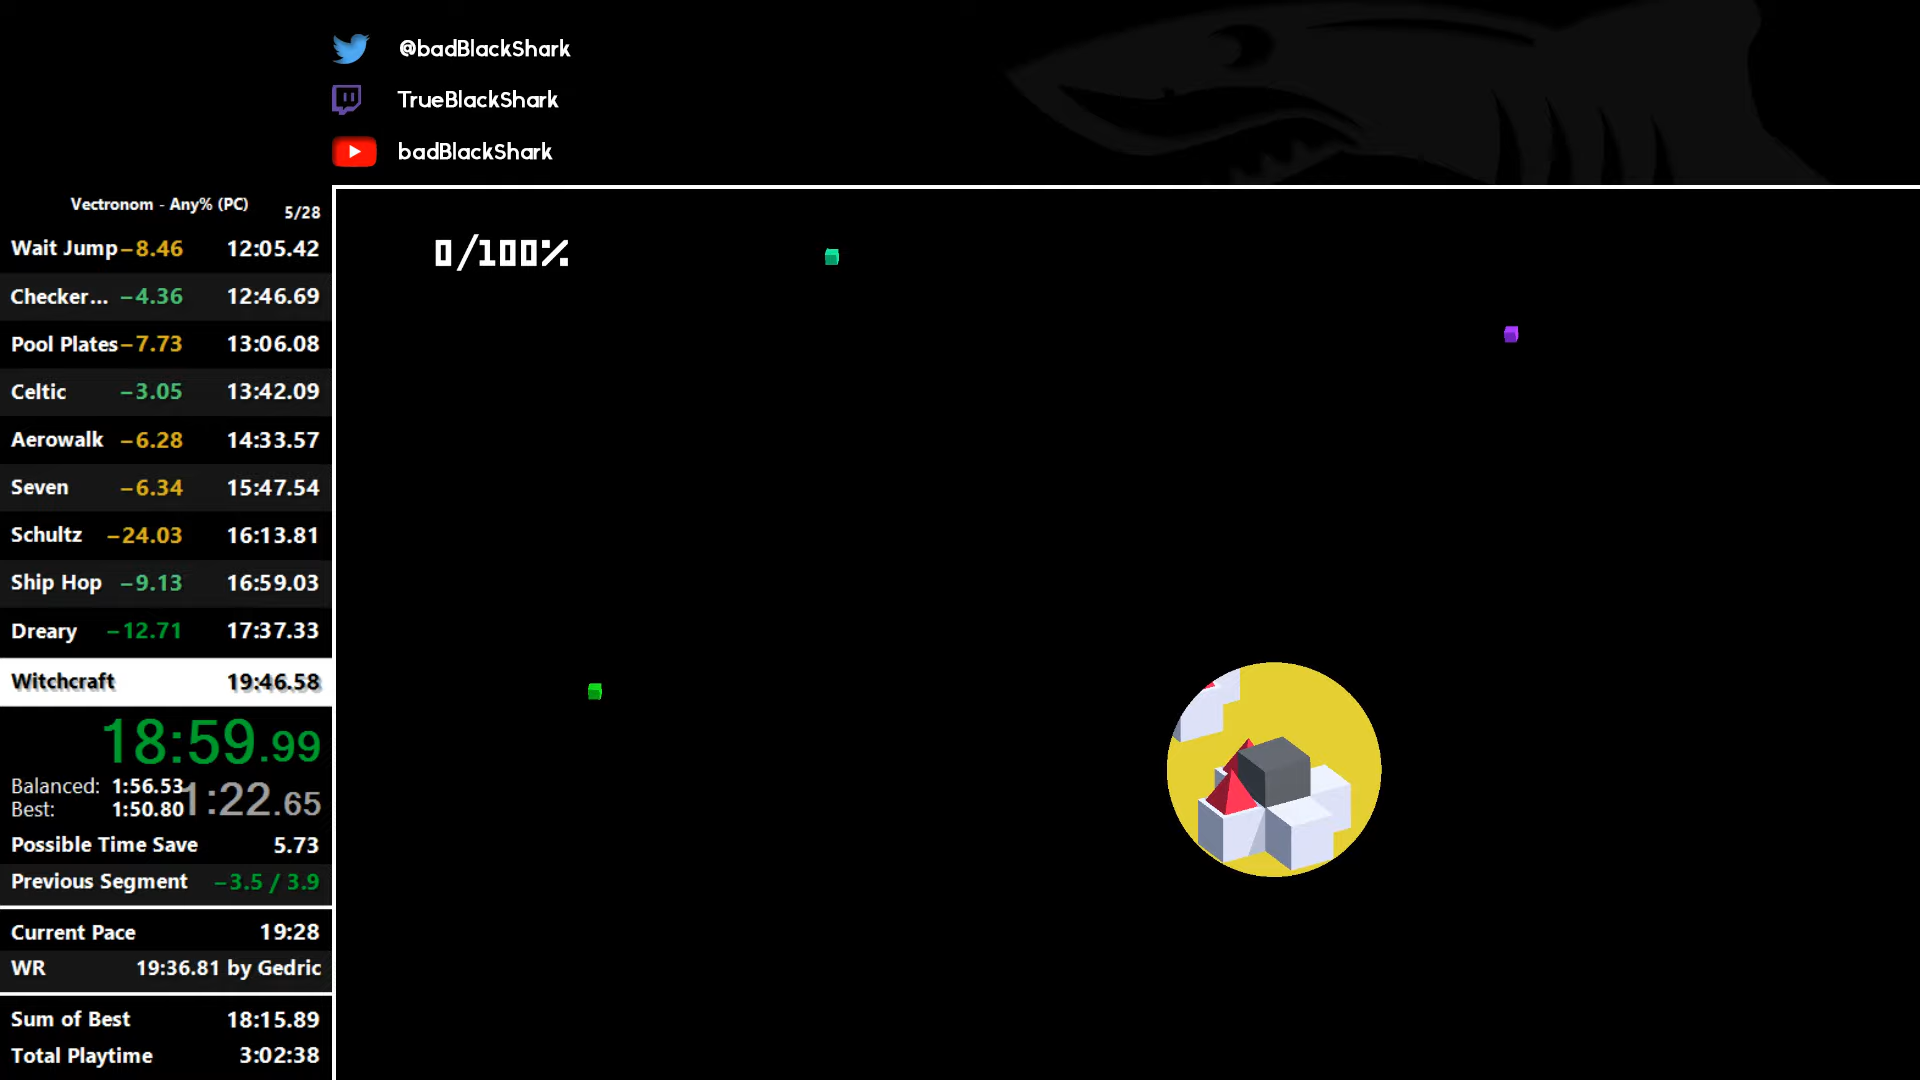 @badBlackShark
TrueBlackShark
badBlackShark
Vectronom - Any% (PC) 5/28
Wait Jump -8.46 12:05.42
Checker... -4.36 12:46.69
Pool Plates -7.73 13:06.08
Celtic -3.05 13:42.09
Aerowalk -6.28 14:33.57
Seven -6.34 15:47.54
Schultz -24.03 16:13.81
Ship Hop -9.13 16:59.03
Dreary -12.71 17:37.33
Witchcraft 19:46.58
18:59.99
Balanced: 1:56.53
Best: 1:50.80 1:22.65
Possible Time Save 5.73
Previous Segment -3.5 / 3.9
Current Pace 19:28
WR 19:36.81 by Gedric
Sum of Best 18:15.89
Total Playtime 3:02:38
0/100%